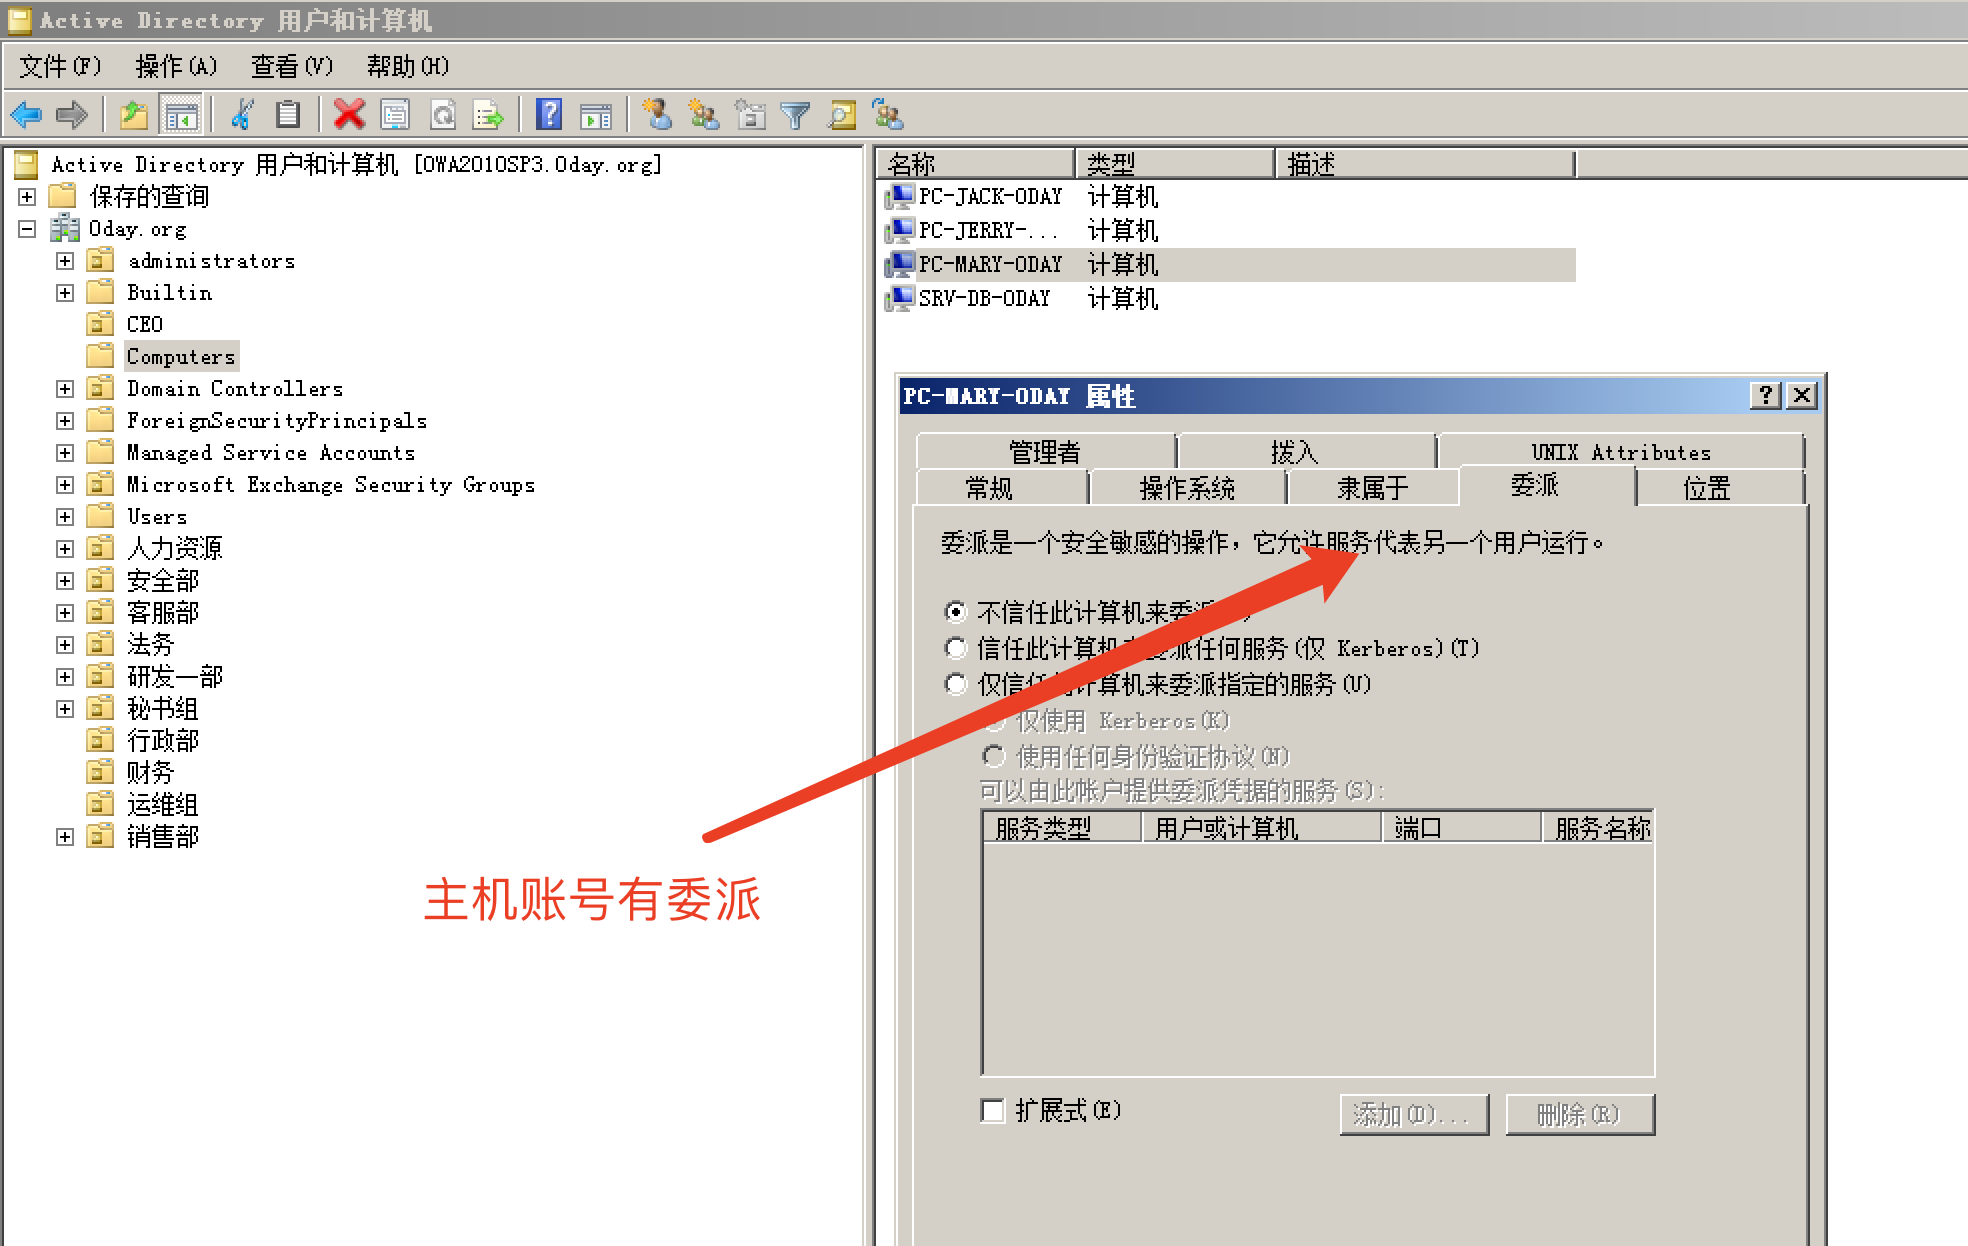 Active Directory 用户和计算机
文件(F) 操作(A) 查看(V) 帮助(H)
Active Directory 用户和计算机 [OWA2010SP3.0day.org]
保存的查询
0day.org
administrators
Builtin
CEO
Computers
Domain Controllers
ForeignSecurityPrincipals
Managed Service Accounts
Microsoft Exchange Security Groups
Users
人力资源
安全部
客服部
法务
研发一部
秘书组
行政部
财务
运维组
销售部
名称 类型 描述
PC-JACK-0DAY 计算机
PC-JERRY-... 计算机
PC-MARY-0DAY 计算机
SRV-DB-0DAY 计算机
PC-MARY-0DAY 属性
管理者 拨入 UNIX Attributes
常规 操作系统 隶属于 委派 位置
委派是一个安全敏感的操作，它允许服务代表另一个用户运行。
不信任此计算机来委派
信任此计算机来委派任何服务(仅 Kerberos)(T)
仅信任此计算机来委派指定的服务(U)
仅使用 Kerberos(K)
使用任何身份验证协议(N)
可以由此帐户提供委派凭据的服务(S):
服务类型 用户或计算机 端口 服务名称
扩展式(E)
添加(D)... 删除(R)
主机账号有委派